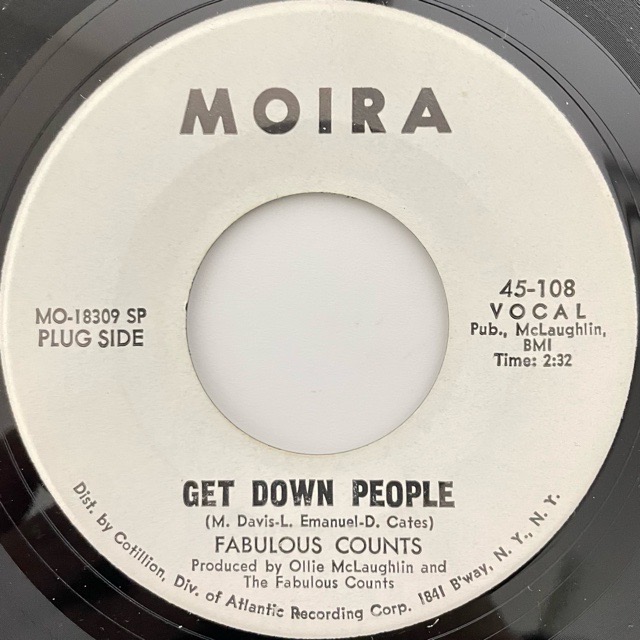 MOIRA
MO-18309 SP
PLUG SIDE
45-108
VOCAL
Pub., McLaughlin,
BMI
Time: 2:32
GET DOWN PEOPLE
(M. Davis-L. Emanuel-D. Cates)
FABULOUS COUNTS
Produced by Ollie McLaughlin and
The Fabulous Counts
Dist. by Cotillion, Div. of Atlantic Recording Corp. 1841 B'way, N. Y., N. Y.